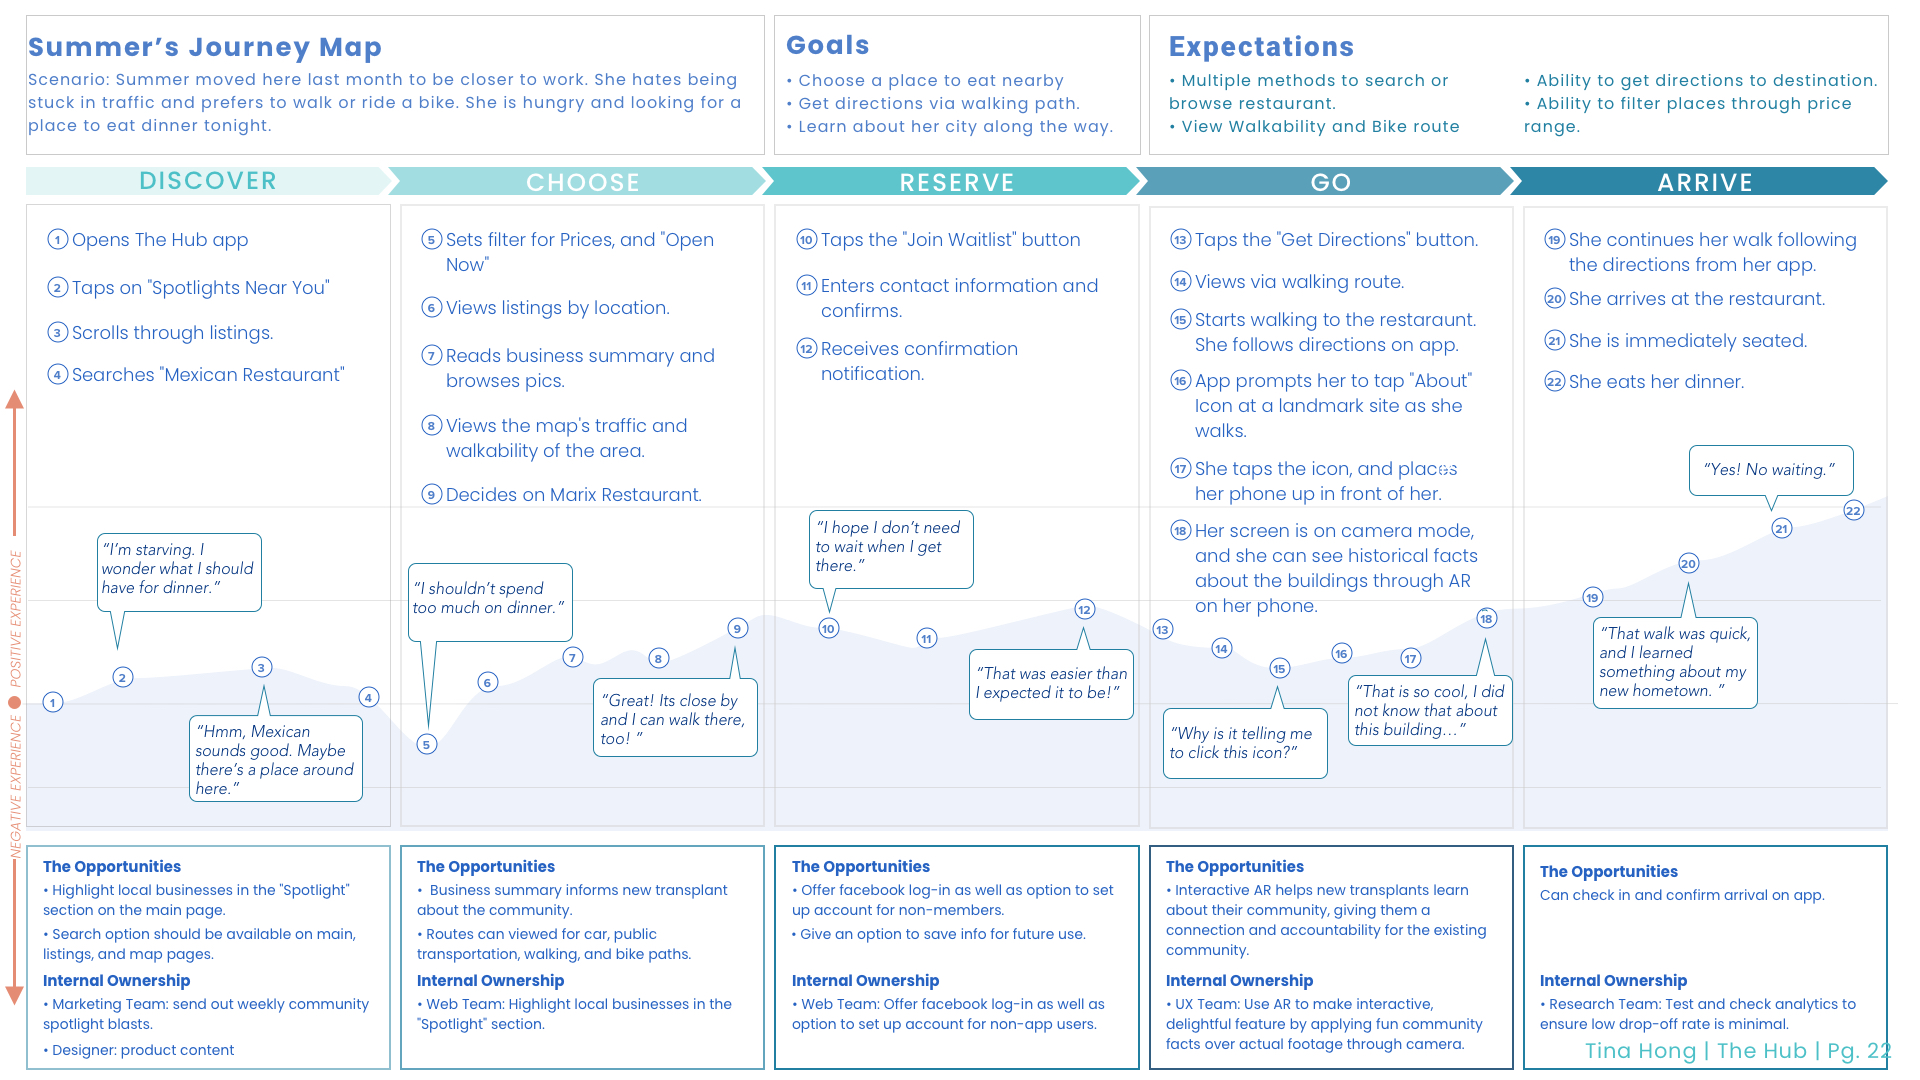 Summer’s Journey Map
Scenario: Summer moved here last month to be closer to work. She hates being
stuck in traffic and prefers to walk or ride a bike. She is hungry and looking for a
place to eat dinner tonight.
Goals
• Choose a place to eat nearby
• Get directions via walking path.
• Learn about her city along the way.
Expectations
• Multiple methods to search or
browse restaurant.
• View Walkability and Bike route
• Ability to get directions to destination.
• Ability to filter places through price
range.
DISCOVER
CHOOSE
RESERVE
GO
ARRIVE
1 Opens The Hub app
2 Taps on "Spotlights Near You"
3 Scrolls through listings.
4 Searches "Mexican Restaurant"
5 Sets filter for Prices, and "Open
Now"
6 Views listings by location.
7 Reads business summary and
browses pics.
8 Views the map's traffic and
walkability of the area.
9 Decides on Marix Restaurant.
10 Taps the "Join Waitlist" button
11 Enters contact information and
confirms.
12 Receives confirmation
notification.
13 Taps the "Get Directions" button.
14 Views via walking route.
15 Starts walking to the restaraunt.
She follows directions on app.
16 App prompts her to tap "About"
Icon at a landmark site as she
walks.
17 She taps the icon, and places
her phone up in front of her.
18 Her screen is on camera mode,
and she can see historical facts
about the buildings through AR
on her phone.
19 She continues her walk following
the directions from her app.
20 She arrives at the restaurant.
21 She is immediately seated.
22 She eats her dinner.
POSITIVE EXPERIENCE
NEGATIVE EXPERIENCE
“I’m starving. I
wonder what I should
have for dinner.”
1
2
3
4
“Hmm, Mexican
sounds good. Maybe
there’s a place around
here.”
“I shouldn’t spend
too much on dinner.”
5
6
7
8
9
“Great! Its close by
and I can walk there,
too! ”
“I hope I don’t need
to wait when I get
there.”
10
11
12
“That was easier than
I expected it to be!”
13
14
15
16
17
18
“Why is it telling me
to click this icon?”
“That is so cool, I did
not know that about
this building…”
19
20
21
22
“Yes! No waiting.”
“That walk was quick,
and I learned
something about my
new hometown. ”
The Opportunities
• Highlight local businesses in the "Spotlight"
section on the main page.
• Search option should be available on main,
listings, and map pages.
Internal Ownership
• Marketing Team: send out weekly community
spotlight blasts.
• Designer: product content
The Opportunities
• Business summary informs new transplant
about the community.
• Routes can viewed for car, public
transportation, walking, and bike paths.
Internal Ownership
• Web Team: Highlight local businesses in the
"Spotlight" section.
The Opportunities
• Offer facebook log-in as well as option to set
up account for non-members.
• Give an option to save info for future use.
Internal Ownership
• Web Team: Offer facebook log-in as well as
option to set up account for non-app users.
The Opportunities
• Interactive AR helps new transplants learn
about their community, giving them a
connection and accountability for the existing
community.
Internal Ownership
• UX Team: Use AR to make interactive,
delightful feature by applying fun community
facts over actual footage through camera.
The Opportunities
Can check in and confirm arrival on app.
Internal Ownership
• Research Team: Test and check analytics to
ensure low drop-off rate is minimal.
Tina Hong | The Hub | Pg. 22